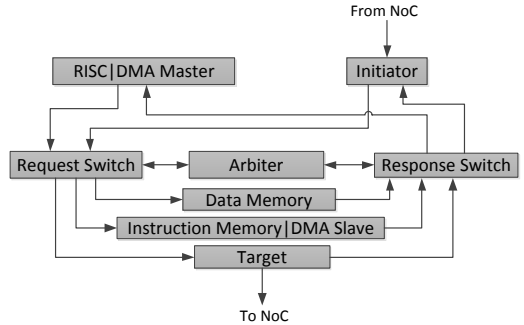 From NoC
RISC|DMA Master
Initiator
Request Switch
Arbiter
Response Switch
Data Memory
Instruction Memory|DMA Slave
Target
To NoC